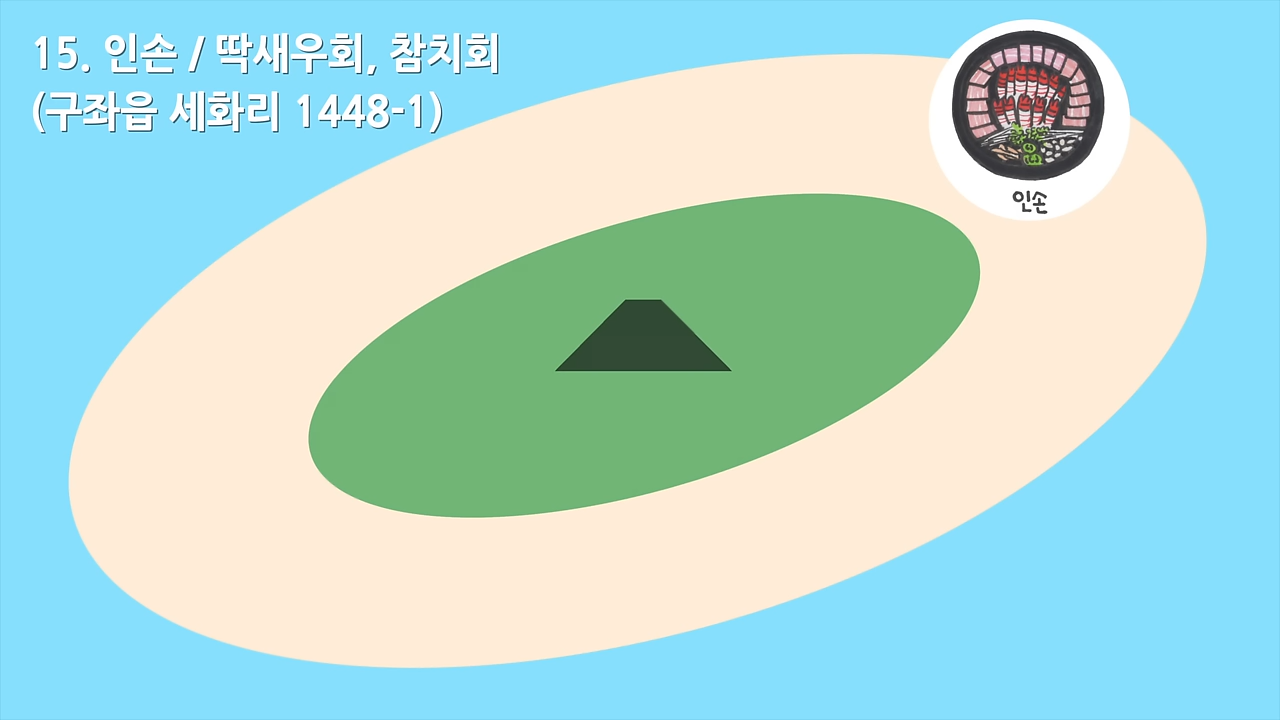 15. 인손 / 딱새우회, 참치회
(구좌읍 세화리 1448-1)
인손